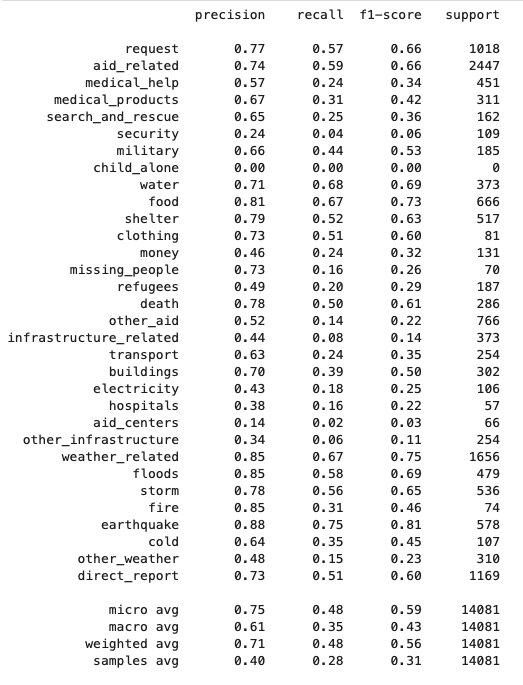 precision recall f1-score support
request 0.77 0.57 0.66 1018
aid_related 0.74 0.59 0.66 2447
medical_help 0.57 0.24 0.34 451
medical_products 0.67 0.31 0.42 311
search_and_rescue 0.65 0.25 0.36 162
security 0.24 0.04 0.06 109
military 0.66 0.44 0.53 185
child_alone 0.00 0.00 0.00 0
water 0.71 0.68 0.69 373
food 0.81 0.67 0.73 666
shelter 0.79 0.52 0.63 517
clothing 0.73 0.51 0.60 81
money 0.46 0.24 0.32 131
missing_people 0.73 0.16 0.26 70
refugees 0.49 0.20 0.29 187
death 0.78 0.50 0.61 286
other_aid 0.52 0.14 0.22 766
infrastructure_related 0.44 0.08 0.14 373
transport 0.63 0.24 0.35 254
buildings 0.70 0.39 0.50 302
electricity 0.43 0.18 0.25 106
hospitals 0.38 0.16 0.22 57
aid_centers 0.14 0.02 0.03 66
other_infrastructure 0.34 0.06 0.11 254
weather_related 0.85 0.67 0.75 1656
floods 0.85 0.58 0.69 479
storm 0.78 0.56 0.65 536
fire 0.85 0.31 0.46 74
earthquake 0.88 0.75 0.81 578
cold 0.64 0.35 0.45 107
other_weather 0.48 0.15 0.23 310
direct_report 0.73 0.51 0.60 1169
micro avg 0.75 0.48 0.59 14081
macro avg 0.61 0.35 0.43 14081
weighted avg 0.71 0.48 0.56 14081
samples avg 0.40 0.28 0.31 14081